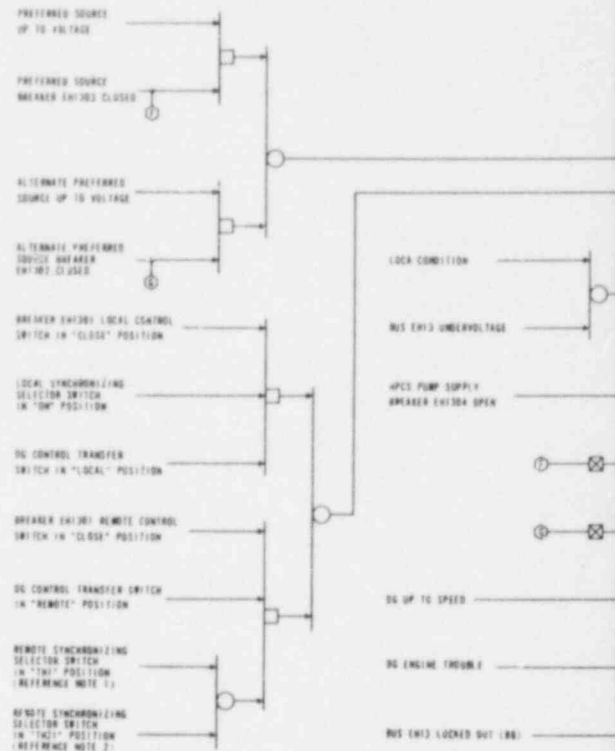 PREFERRED SOURCE
UP TO VOLTAGE
PREFERRED SOURCE
BREAKER EH1303 CLOSED
7
ALTERNATE PREFERRED
SOURCE UP TO VOLTAGE
ALTERNATE PREFERRED
SOURCE BREAKER
EH1302 CLOSED
BREAKER EH1301 LOCAL CONTROL
SWITCH IN "CLOSE" POSITION
LOCAL SYNCHRONIZING
SELECTOR SWITCH
IN "ON" POSITION
DG CONTROL TRANSFER
SWITCH IN "LOCAL" POSITION
BREAKER EH1301 REMOTE CONTROL
SWITCH IN "CLOSE" POSITION
DG CONTROL TRANSFER SWITCH
IN "REMOTE" POSITION
REMOTE SYNCHRONIZING
SELECTOR SWITCH
IN "TH1" POSITION
(REFERENCE NOTE 1)
REMOTE SYNCHRONIZING
SELECTOR SWITCH
IN "TH21" POSITION
(REFERENCE NOTE 2)
LOCA CONDITION
BUS EH13 UNDERVOLTAGE
HPCS PUMP SUPPLY
BREAKER EH1304 OPEN
7
DG UP TO SPEED
DG ENGINE TROUBLE
BUS EH13 LOCKED OUT (86)